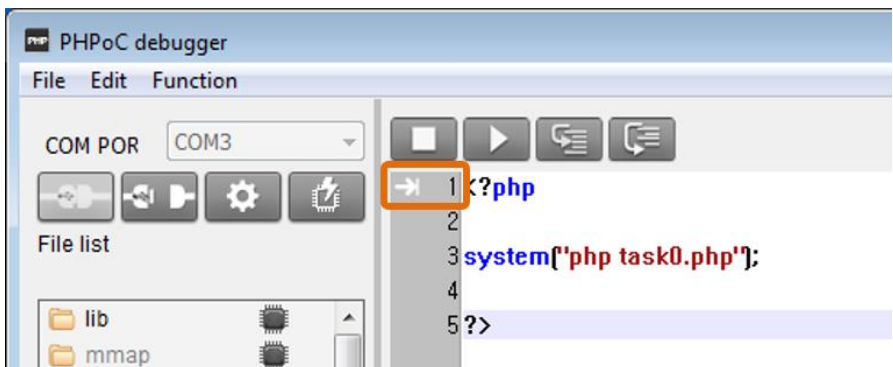 PHP PHPoC debugger
File Edit Function
COM POR COM3
File list
lib
mmap
1 <?php
2
3 system("php task0.php");
4
5 ?>